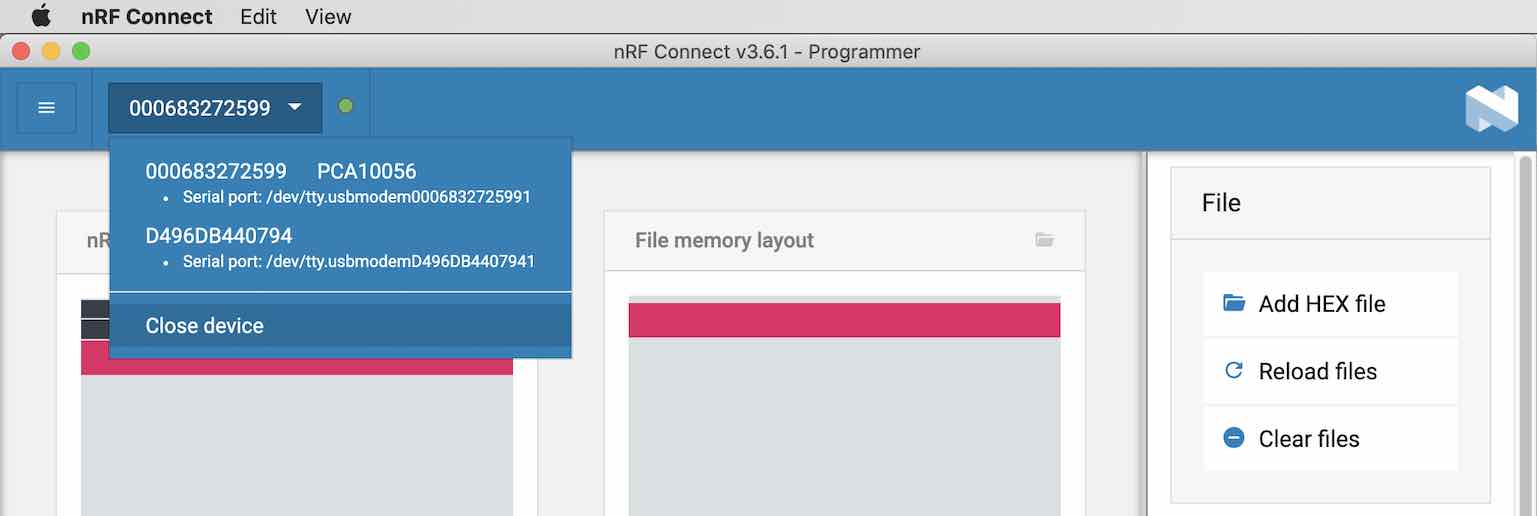 nRF Connect Edit View
nRF Connect v3.6.1 - Programmer
000683272599
000683272599 PCA10056
• Serial port: /dev/tty.usbmodem0006832725991
D496DB440794
• Serial port: /dev/tty.usbmodemD496DB4407941
Close device
nR
File memory layout
File
Add HEX file
Reload files
Clear files